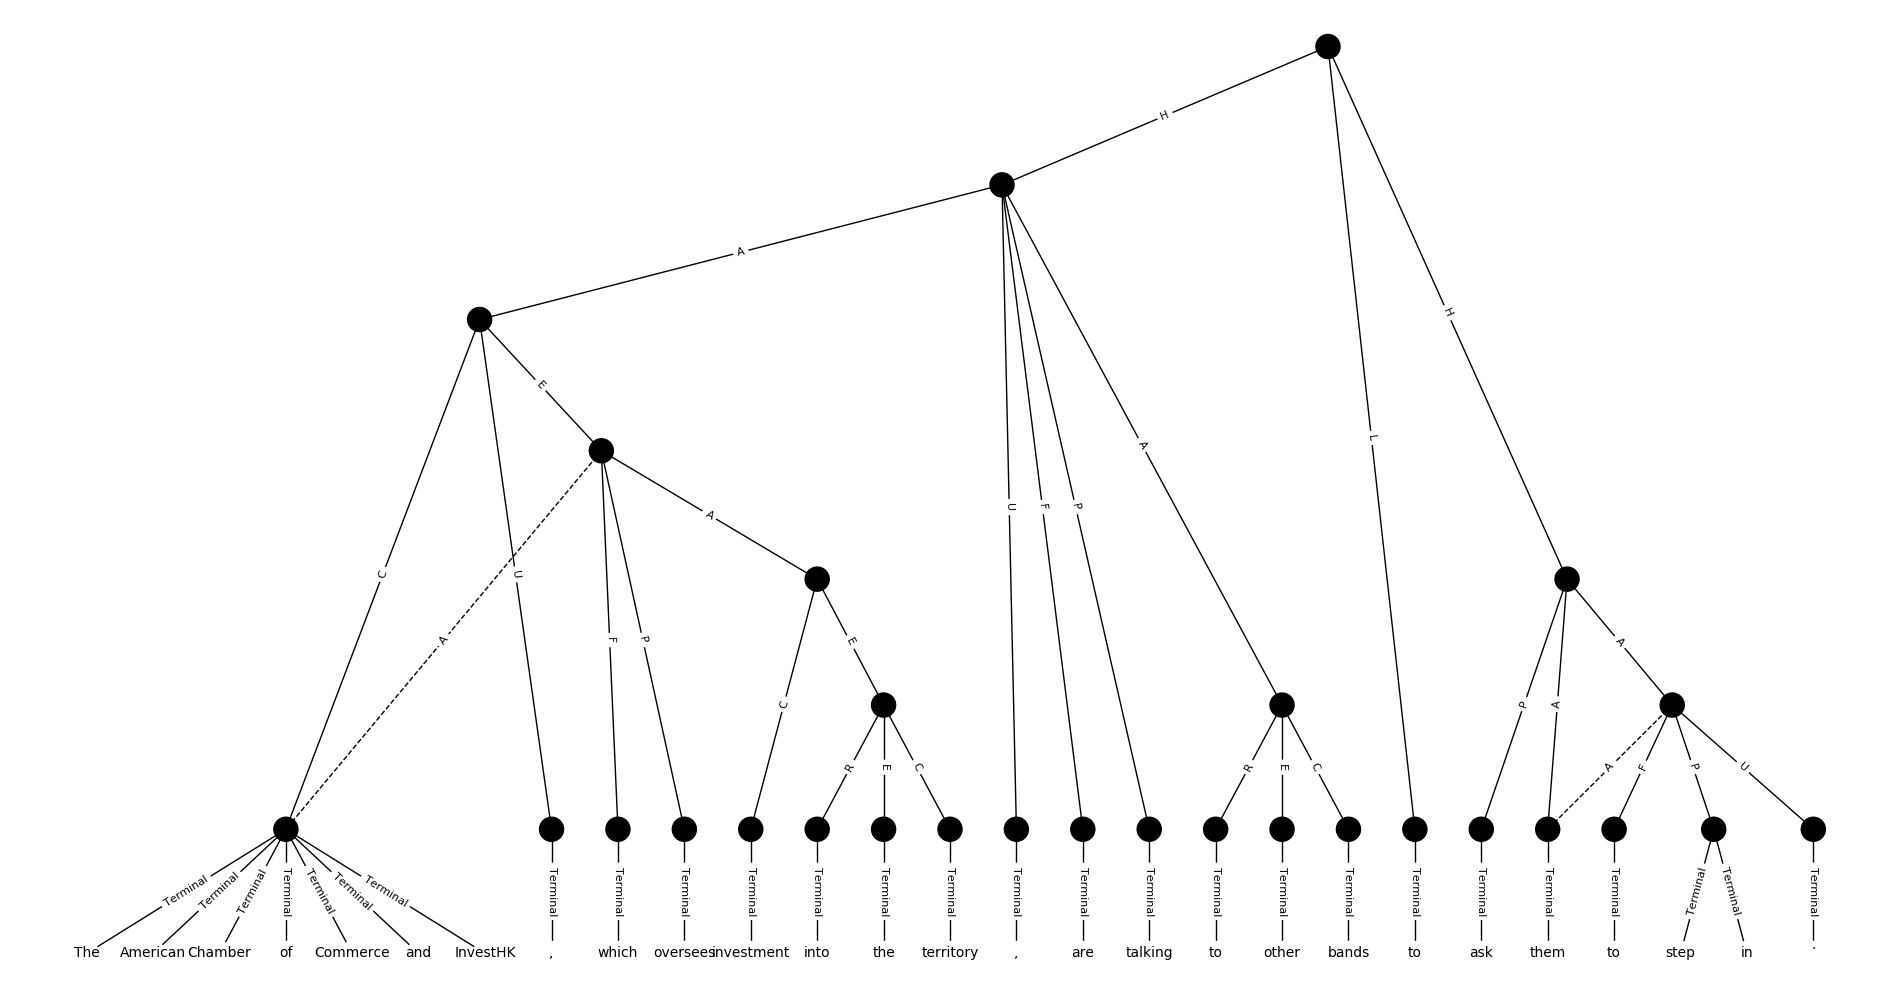 H
A
H
E
L
A
U
F
P
A
A
C
U
A
F
P
E
C
P
A
A
R
E
C
R
E
C
A
F
P
U
Terminal Terminal Terminal Terminal Terminal Terminal Terminal Terminal Terminal Terminal Terminal Terminal Terminal Terminal Terminal Terminal Terminal Terminal Terminal Terminal Terminal Terminal Terminal Terminal Terminal Terminal Terminal
The American Chamber of Commerce and InvestHK , which oversees investment into the territory , are talking to other bands to ask them to step in .